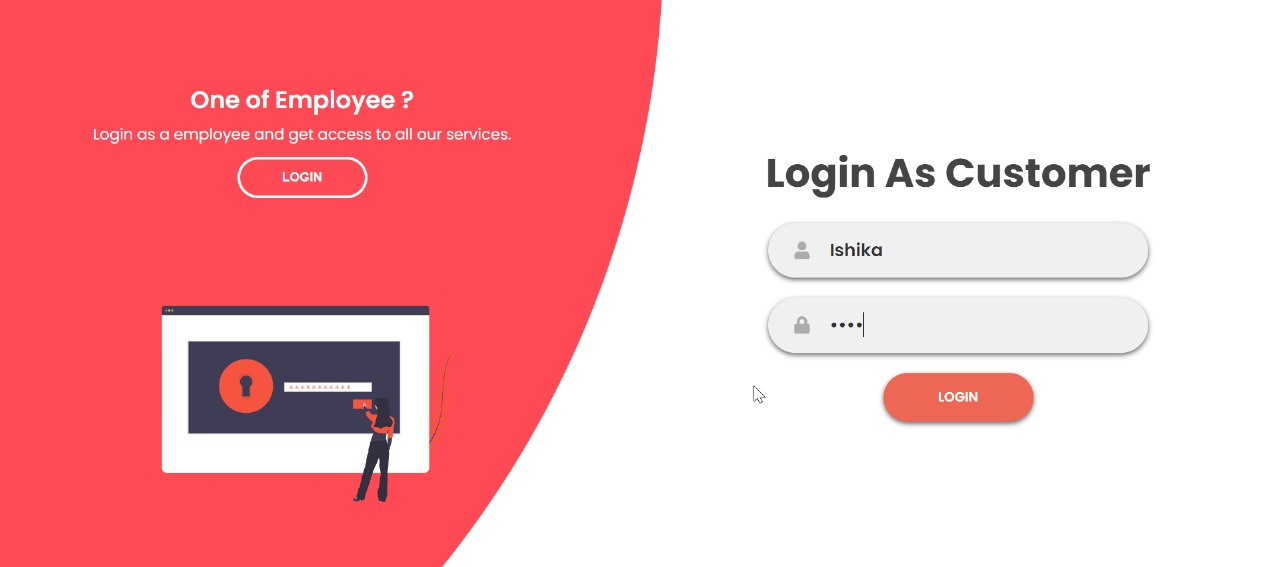 One of Employee ?
Login as a employee and get access to all our services.
LOGIN
Login As Customer
Ishika
••••
LOGIN